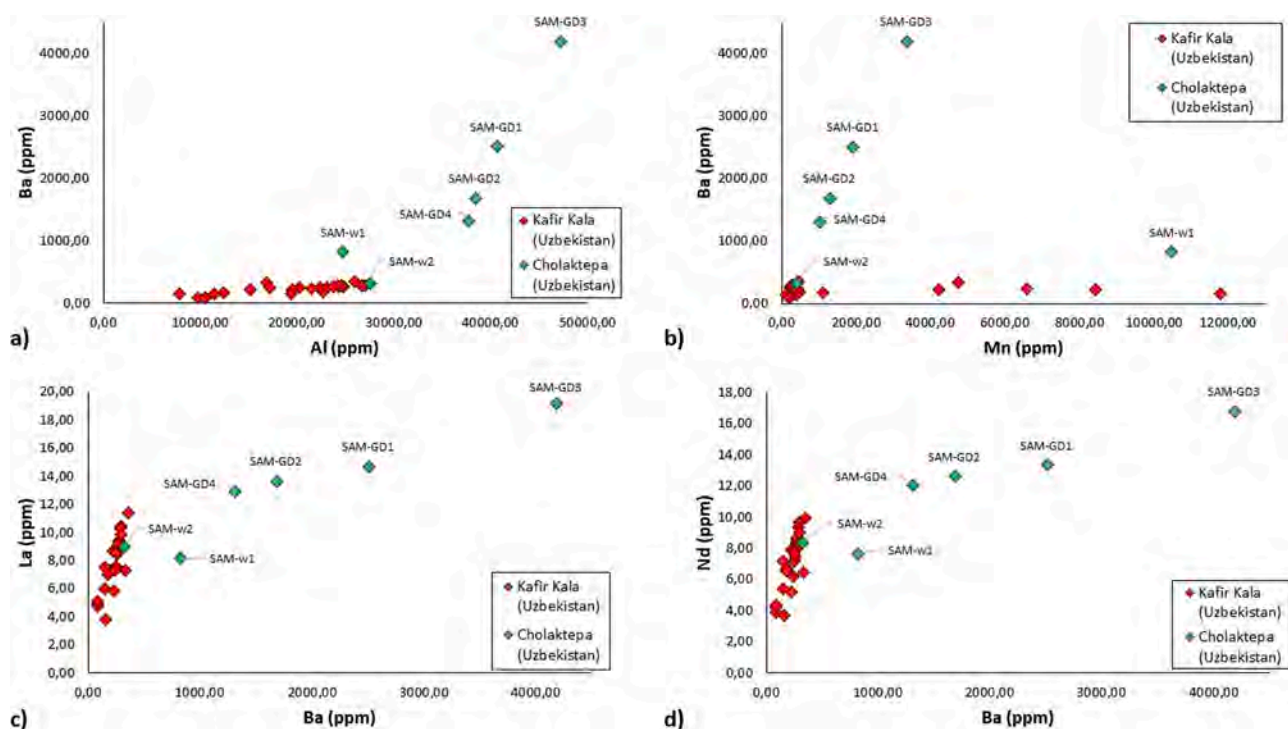 SAM-GD3
4000,00
3000,00
2000,00
1000,00
0,00
Ba (ppm)
SAM-GD1
SAM-GD2
SAM-GD4
SAM-w1
SAM-w2
Kafir Kala
(Uzbekistan)
Cholaktepa
(Uzbekistan)
0,00 10000,00 20000,00 30000,00 40000,00 50000,00
a)
Al (ppm)
SAM-GD3
4000,00
3000,00
2000,00
1000,00
0,00
Ba (ppm)
Kafir Kala
(Uzbekistan)
Cholaktepa
(Uzbekistan)
SAM-GD1
SAM-GD2
SAM-GD4
SAM-w1
SAM-w2
0,00 2000,00 4000,00 6000,00 8000,00 10000,00 12000,00
b)
Mn (ppm)
20,00
18,00
16,00
14,00
12,00
10,00
8,00
6,00
4,00
2,00
0,00
La (ppm)
SAM-GD3
SAM-GD1
SAM-GD2
SAM-GD4
SAM-w2
SAM-w1
Kafir Kala
(Uzbekistan)
Cholaktepa
(Uzbekistan)
0,00 1000,00 2000,00 3000,00 4000,00
c)
Ba (ppm)
18,00
16,00
14,00
12,00
10,00
8,00
6,00
4,00
2,00
0,00
Nd (ppm)
SAM-GD3
SAM-GD1
SAM-GD2
SAM-GD4
SAM-w2
SAM-w1
Kafir Kala
(Uzbekistan)
Cholaktepa
(Uzbekistan)
0,00 1000,00 2000,00 3000,00 4000,00
d)
Ba (ppm)